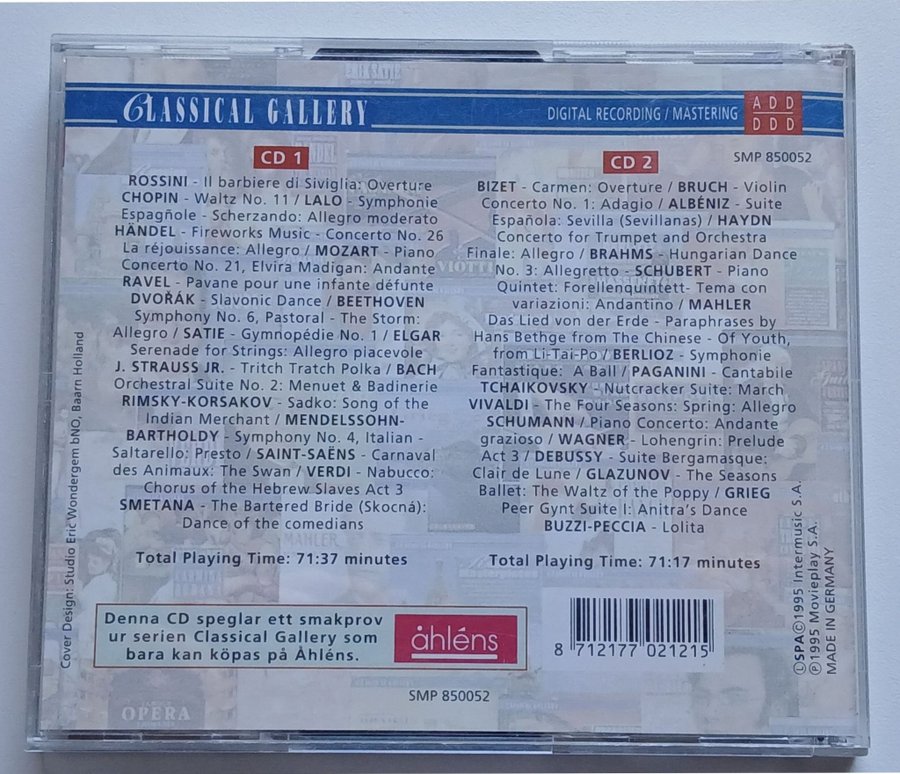 CLASSICAL GALLERY
DIGITAL RECORDING / MASTERING
ADD
DDD
SMP 850052
CD 1
ROSSINI - Il barbiere di Siviglia: Overture
CHOPIN - Waltz No. 11 / LALO - Symphonie
Espagñole - Scherzando: Allegro moderato
HÄNDEL - Fireworks Music - Concerto No. 26
La réjouissance: Allegro / MOZART - Piano
Concerto No. 21, Elvira Madigan: Andante
RAVEL - Pavane pour une infante défunte
DVOŘÁK - Slavonic Dance / BEETHOVEN
Symphony No. 6, Pastoral - The Storm:
Allegro / SATIE - Gymnopédie No. 1 / ELGAR
Serenade for Strings: Allegro piacevole
J. STRAUSS JR. - Tritch Tratch Polka / BACH
Orchestral Suite No. 2: Menuet & Badinerie
RIMSKY-KORSAKOV - Sadko: Song of the
Indian Merchant / MENDELSSOHN-
BARTHOLDY - Symphony No. 4, Italian -
Saltarello: Presto / SAINT-SAËNS - Carnaval
des Animaux: The Swan / VERDI - Nabucco:
Chorus of the Hebrew Slaves Act 3
SMETANA - The Bartered Bride (Skocná):
Dance of the comedians
Total Playing Time: 71:37 minutes
CD 2
BIZET - Carmen: Overture / BRUCH - Violin
Concerto No. 1: Adagio / ALBÉNIZ - Suite
Española: Sevilla (Sevillanas) / HAYDN
Concerto for Trumpet and Orchestra
Finale: Allegro / BRAHMS - Hungarian Dance
No. 3: Allegretto - SCHUBERT - Piano
Quintet: Forellenquintett- Tema con
variazioni: Andantino / MAHLER
Das Lied von der Erde - Paraphrases by
Hans Bethge from The Chinese - Of Youth,
from Li-Tai-Po / BERLIOZ - Symphonie
Fantastique: A Ball / PAGANINI - Cantabile
TCHAIKOVSKY - Nutcracker Suite: March
VIVALDI - The Four Seasons: Spring: Allegro
SCHUMANN / Piano Concerto: Andante
grazioso / WAGNER - Lohengrin: Prelude
Act 3 / DEBUSSY - Suite Bergamasque:
Clair de Lune / GLAZUNOV - The Seasons
Ballet: The Waltz of the Poppy / GRIEG
Peer Gynt Suite I: Anitra's Dance
BUZZI-PECCIA - Lolita
Total Playing Time: 71:17 minutes
Denna CD speglar ett smakprov
ur serien Classical Gallery som
bara kan köpas på Åhléns.
åhléns
SMP 850052
8 712177 021215
Cover Design: Studio Eric Wondergem bNO, Baarn Holland
ⓁSPA©1995 Intermusic S.A.
℗1995 Movieplay S.A.
MADE IN GERMANY
VIOTTI
MAHLER
OPERA